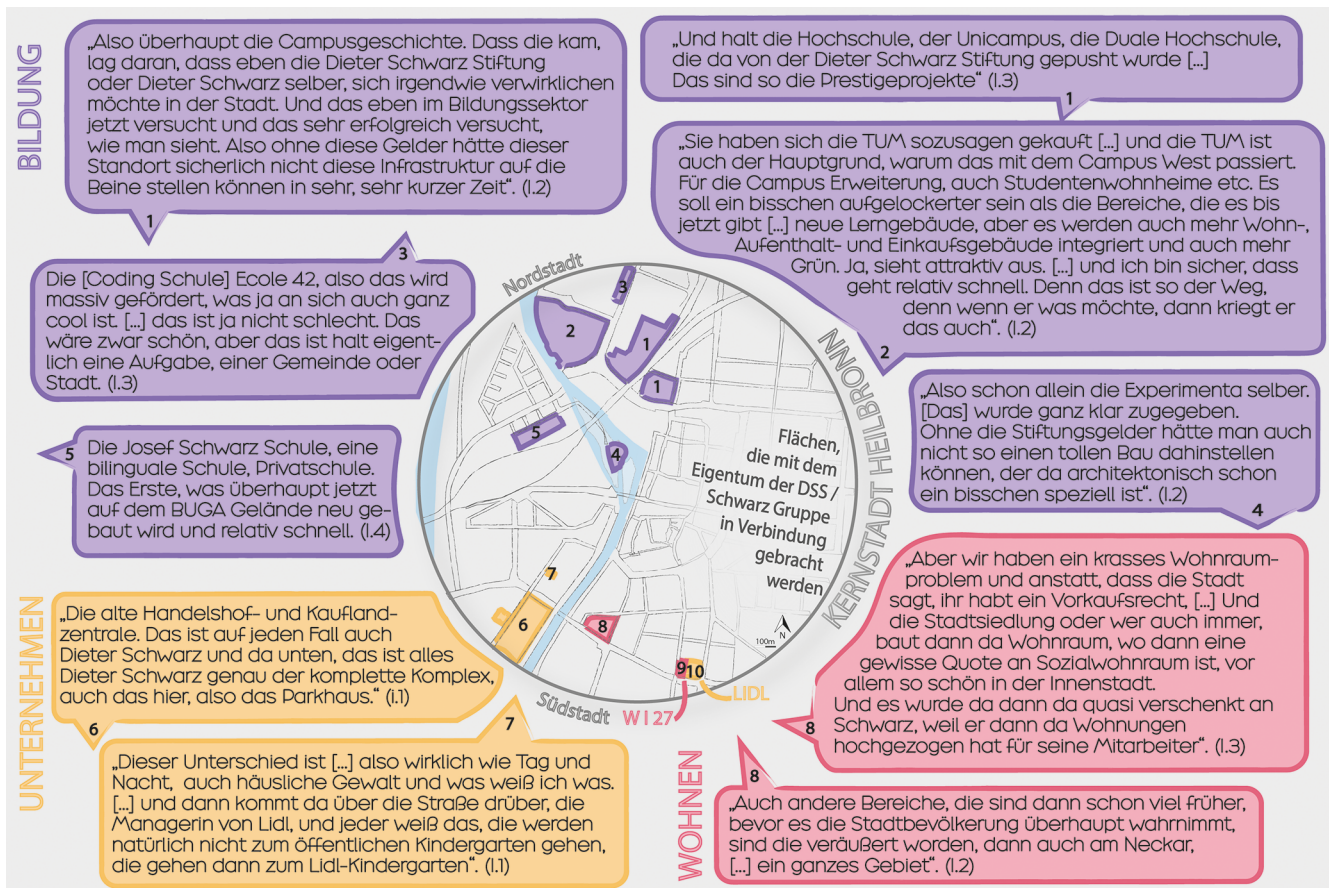 BILDUNG
„Also überhaupt die Campusgeschichte. Dass die kam,
lag daran, dass eben die Dieter Schwarz Stiftung
oder Dieter Schwarz selber, sich irgendwie verwirklichen
möchte in der Stadt. Und das eben im Bildungssektor
jetzt versucht und das sehr erfolgreich versucht,
wie man sieht. Also ohne diese Gelder hätte dieser
Standort sicherlich nicht diese Infrastruktur auf die
Beine stellen können in sehr, sehr kurzer Zeit“. (I.2)
1
„Und halt die Hochschule, der Unicampus, die Duale Hochschule,
die da von der Dieter Schwarz Stiftung gepusht wurde [...]
Das sind so die Prestigeprojekte“ (I.3)
1
„Sie haben sich die TUM sozusagen gekauft [...] und die TUM ist
auch der Hauptgrund, warum das mit dem Campus West passiert.
Für die Campus Erweiterung, auch Studentenwohnheime etc. Es
soll ein bisschen aufgelockerter sein als die Bereiche, die es bis
jetzt gibt [...] neue Lerngebäude, aber es werden auch mehr Wohn-,
Aufenthalt- und Einkaufsgebäude integriert und auch mehr
Grün. Ja, sieht attraktiv aus. [...] und ich bin sicher, dass
geht relativ schnell. Denn das ist so der Weg,
denn wenn er was möchte, dann kriegt er
das auch“. (I.2)
2
3
Die [Coding Schule] Ecole 42, also das wird
massiv gefördert, was ja an sich auch ganz
cool ist. [...] das ist ja nicht schlecht. Das
wäre zwar schön, aber das ist halt eigent-
lich eine Aufgabe, einer Gemeinde oder
Stadt. (I.3)
„Also schon allein die Experimenta selber.
[Das] wurde ganz klar zugegeben.
Ohne die Stiftungsgelder hätte man auch
nicht so einen tollen Bau dahinstellen
können, der da architektonisch schon
ein bisschen speziell ist“. (I.2)
4
5
Die Josef Schwarz Schule, eine
bilinguale Schule, Privatschule.
Das Erste, was überhaupt jetzt
auf dem BUGA Gelände neu ge-
baut wird und relativ schnell. (I.4)
Nordstadt
KERNSTADT HEILBRONN
Südstadt
3
2
1
1
5
4
7
6
8
9
10
Flächen,
die mit dem
Eigentum der DSS /
Schwarz Gruppe
in Verbindung
gebracht
werden
N
100m
LIDL
W I 27
UNTERNEHMEN
„Die alte Handelshof- und Kaufland-
zentrale. Das ist auf jeden Fall auch
Dieter Schwarz und da unten, das ist alles
Dieter Schwarz genau der komplette Komplex,
auch das hier, also das Parkhaus.“ (i.1)
6
7
„Dieser Unterschied ist [...] also wirklich wie Tag und
Nacht, auch häusliche Gewalt und was weiß ich was.
[...] und dann kommt da über die Straße drüber, die
Managerin von Lidl, und jeder weiß das, die werden
natürlich nicht zum öffentlichen Kindergarten gehen,
die gehen dann zum Lidl-Kindergarten“. (I.1)
WOHNEN
„Aber wir haben ein krasses Wohnraum-
problem und anstatt, dass die Stadt
sagt, ihr habt ein Vorkaufsrecht, [...] Und
die Stadtsiedlung oder wer auch immer,
baut dann da Wohnraum, wo dann eine
gewisse Quote an Sozialwohnraum ist, vor
allem so schön in der Innenstadt.
Und es wurde da dann da quasi verschenkt an
Schwarz, weil er dann da Wohnungen
hochgezogen hat für seine Mitarbeiter“. (I.3)
8
8
„Auch andere Bereiche, die sind dann schon viel früher,
bevor es die Stadtbevölkerung überhaupt wahrnimmt,
sind die veräußert worden, dann auch am Neckar,
[...] ein ganzes Gebiet“. (I.2)